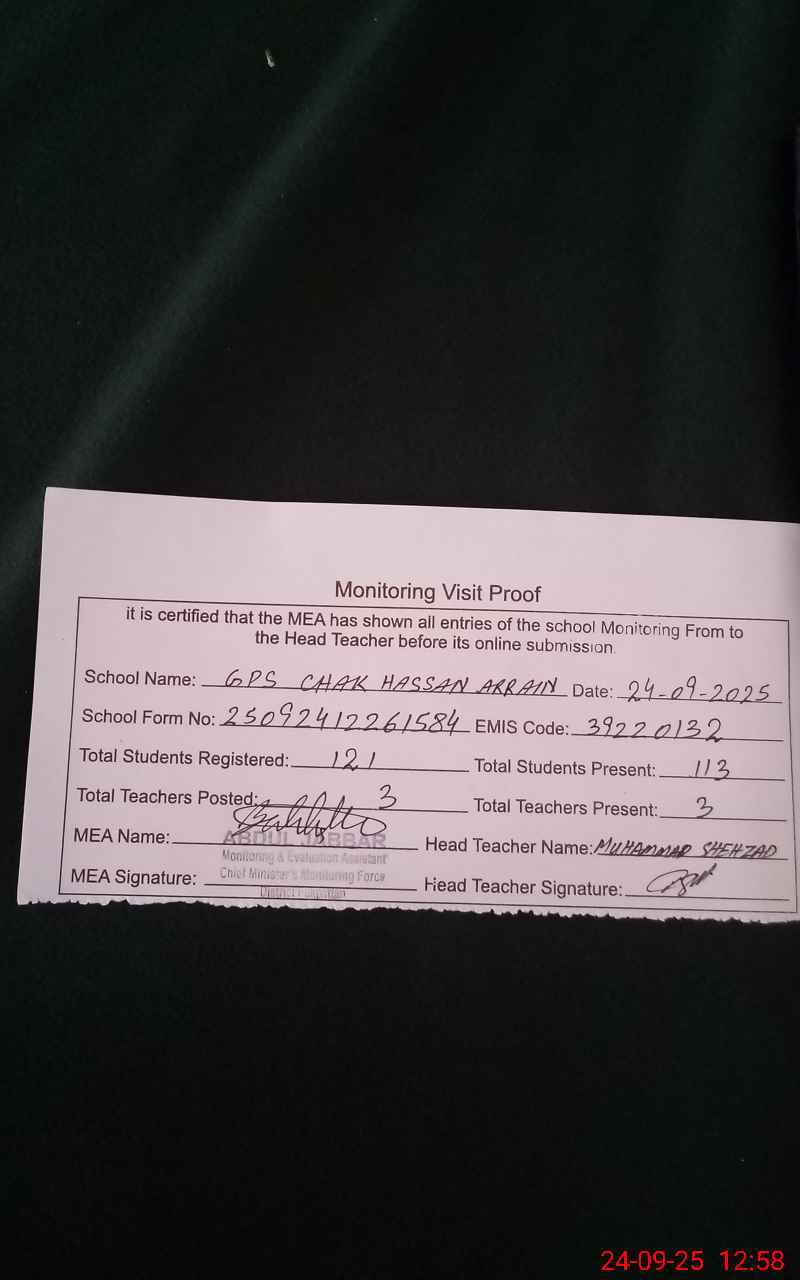 Monitoring Visit Proof
it is certified that the MEA has shown all entries of the school Monitoring From to
the Head Teacher before its online submission.
School Name: GPS CHAK HASSAN ARRAIN Date: 24-09-2025
School Form No: 25092412261584 EMIS Code: 39220132
Total Students Registered: 121 Total Students Present: 113
Total Teachers Posted: 3 Total Teachers Present: 3
MEA Name: ABDUL JABBAR Head Teacher Name: MUHAMMAD SHEHZAD
Monitoring & Evaluation Assistant
Chief Minister's Monitoring Force
MEA Signature: Head Teacher Signature:
District Pakpattan
24-09-25 12:58